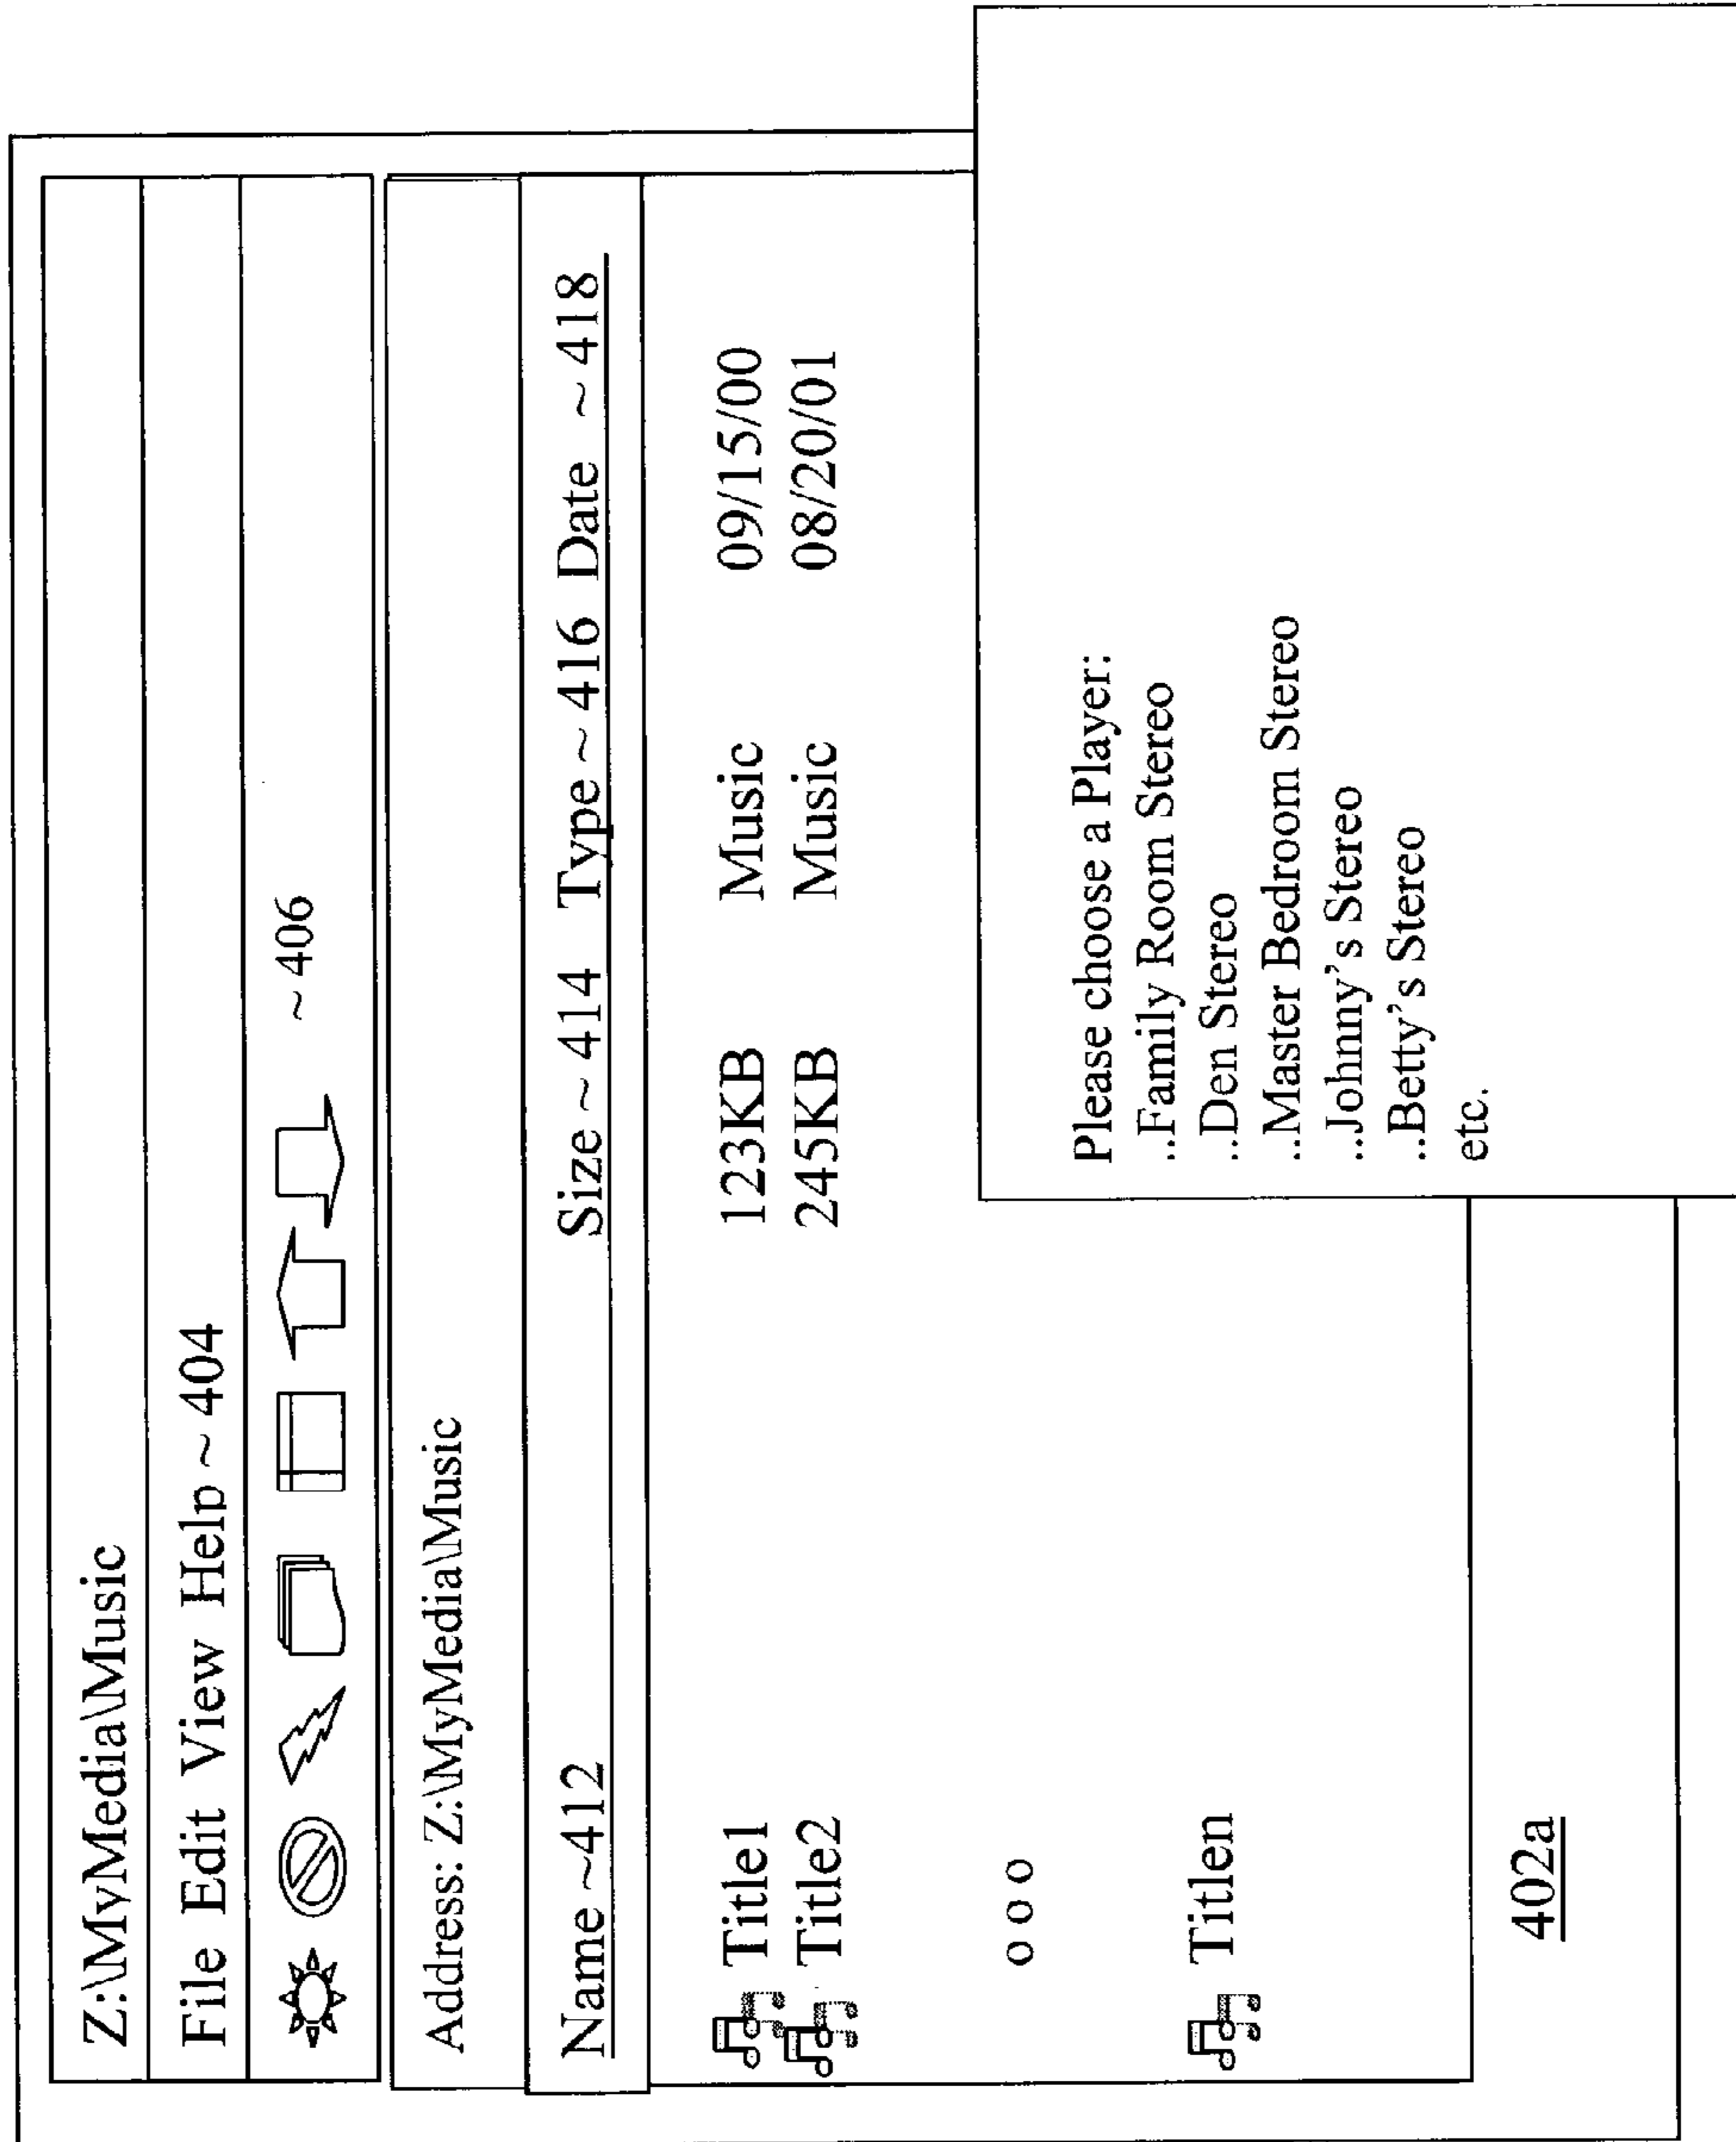 Z:\MyMedia\Music
File Edit View Help ~ 404
~ 406
Address: Z:\MyMedia\Music
Name ~412 Size ~ 414 Type ~ 416 Date ~ 418
Title1 123KB Music 09/15/00
Title2 245KB Music 08/20/01
o o o
Titlen
Please choose a Player:
..Family Room Stereo
..Den Stereo
..Master Bedroom Stereo
..Johnny's Stereo
..Betty's Stereo
etc.
402a